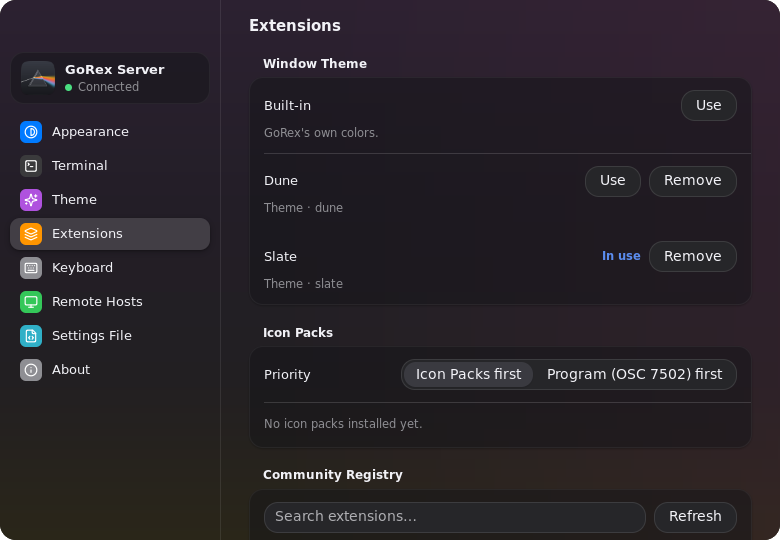 Extensions
GoRex Server
Connected
Appearance
Terminal
Theme
Extensions
Keyboard
Remote Hosts
Settings File
About
Window Theme
Built-in
Use
GoRex's own colors.
Dune
Use
Remove
Theme · dune
Slate
In use
Remove
Theme · slate
Icon Packs
Priority
Icon Packs first
Program (OSC 7502) first
No icon packs installed yet.
Community Registry
Search extensions...
Refresh